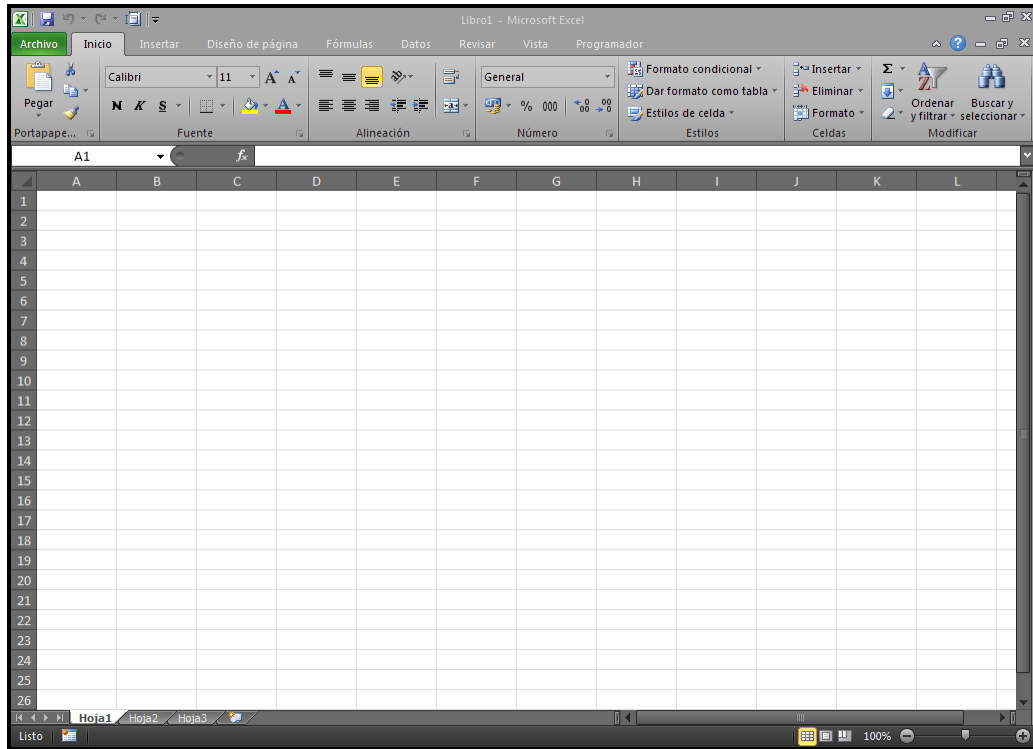 Libro1 - Microsoft Excel
Archivo Inicio Insertar Diseño de página Fórmulas Datos Revisar Vista Programador
Pegar
Calibri 11 A A
N K S A
General
% 000
Formato condicional
Dar formato como tabla
Estilos de celda
Insertar
Eliminar
Formato
Σ
Ordenar y filtrar
Buscar y seleccionar
Portapape... Fuente Alineación Número Estilos Celdas Modificar
A1 fx
A B C D E F G H I J K L
1
2
3
4
5
6
7
8
9
10
11
12
13
14
15
16
17
18
19
20
21
22
23
24
25
26
Hoja1 Hoja2 Hoja3
Listo 100%